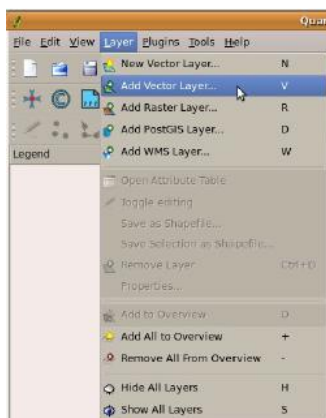 Qua
File Edit View Layer Plugins Tools Help
New Vector Layer... N
Add Vector Layer... V
Add Raster Layer... R
Add PostGIS Layer... D
Add WMS Layer... W
Legend
Open Attribute Table
Toggle editing
Save as Shapefile...
Save Selection as Shapefile...
Remove Layer Ctrl+D
Properties...
Add to Overview O
Add All to Overview +
Remove All From Overview -
Hide All Layers H
Show All Layers S